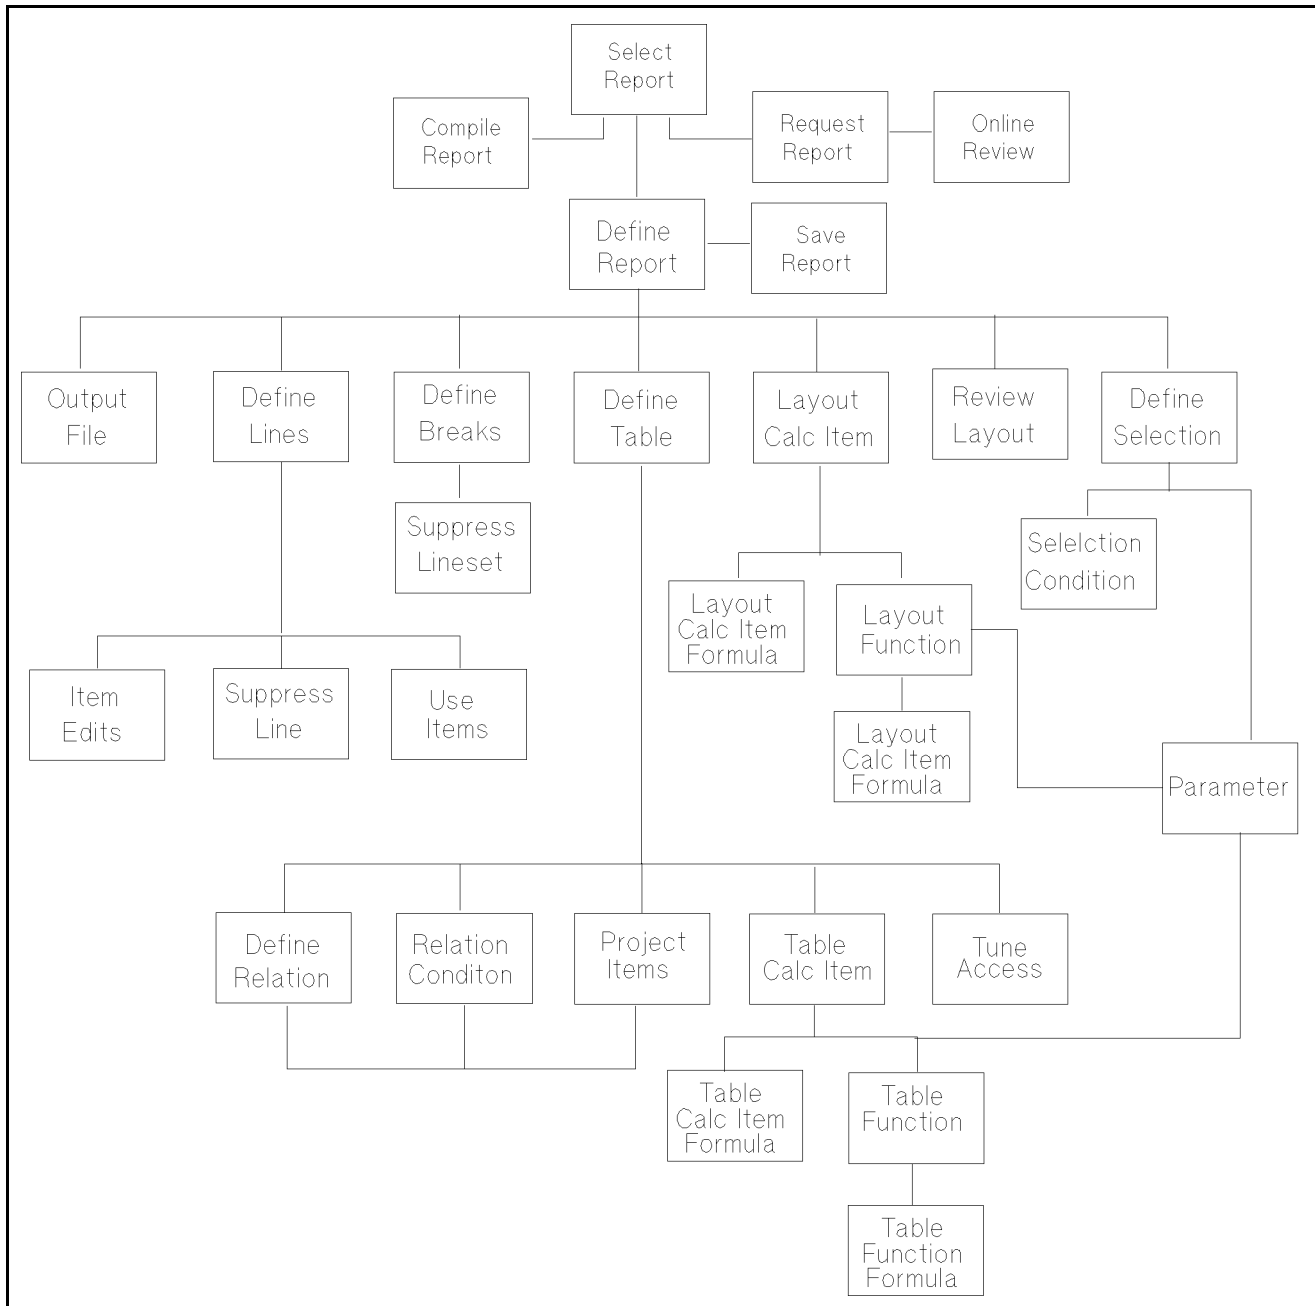 Select
Report
Compile
Report
Request
Report
Online
Review
Define
Report
Save
Report
Output
File
Define
Lines
Define
Breaks
Define
Table
Layout
Calc Item
Review
Layout
Define
Selection
Suppress
Lineset
Selelction
Condition
Layout
Calc Item
Formula
Layout
Function
Item
Edits
Suppress
Line
Use
Items
Layout
Calc Item
Formula
Parameter
Define
Relation
Relation
Conditon
Project
Items
Table
Calc Item
Tune
Access
Table
Calc Item
Formula
Table
Function
Table
Function
Formula